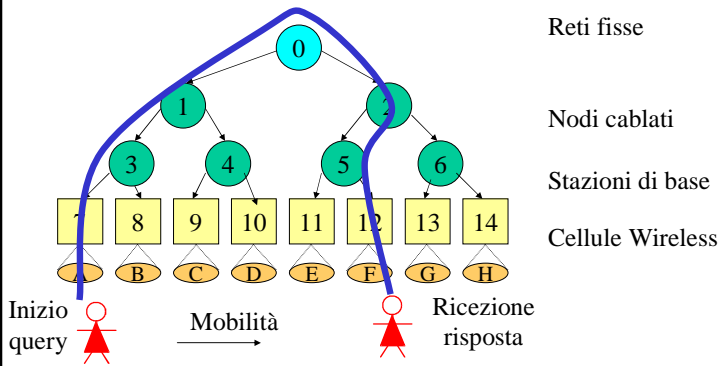 Reti fisse
0
1
2
Nodi cablati
3
4
5
6
Stazioni di base
7
8
9
10
11
12
13
14
Cellule Wireless
A
B
C
D
E
F
G
H
Inizio
query
Mobilità
Ricezione
risposta